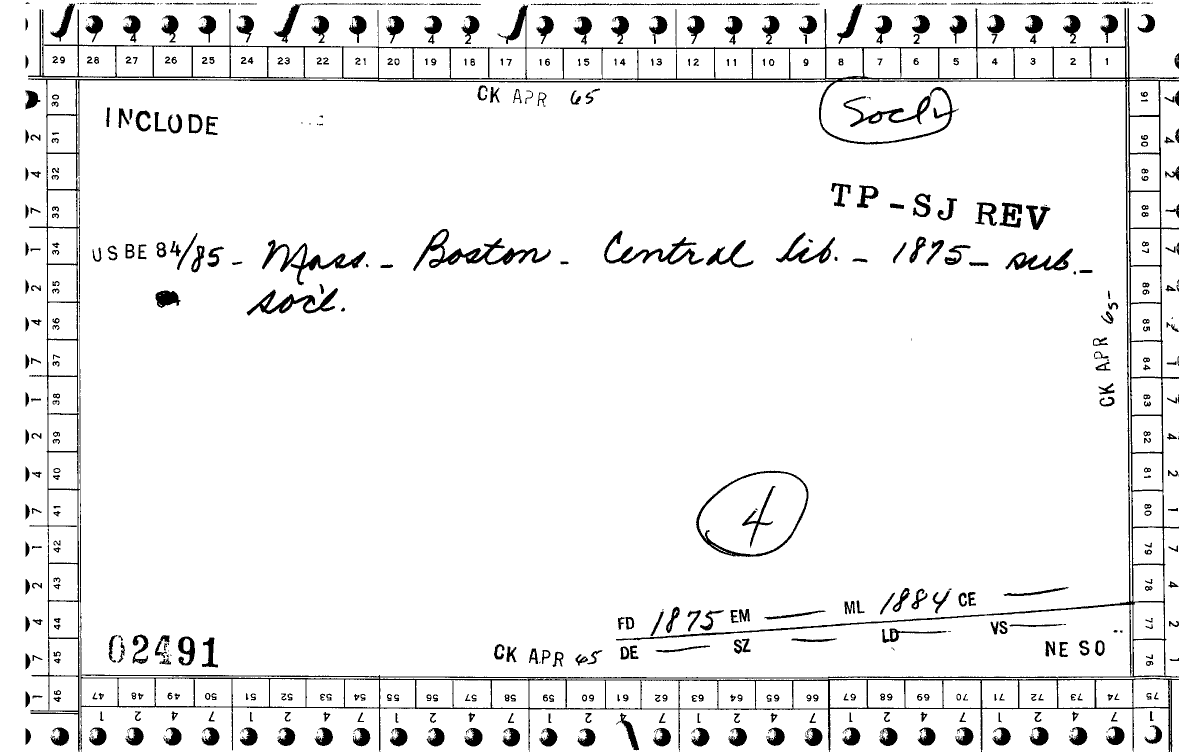 7 4 2 1 7 4 2 1 7 4 2 1 7 4 2 1 7 4 2 1 7 4 2 1 7 4 2 1
29 28 27 26 25 24 23 22 21 20 19 18 17 16 15 14 13 12 11 10 9 8 7 6 5 4 3 2 1
CK APR 65
INCLUDE
TP-SJ REV
USBE 84/85 - Mass. - Boston - Central lib. - 1875 - sub. -
soc'l.
CK APR 65
4
FD 1875 EM — ML 1884 CE —
DE — SZ — LD — VS —
02491
CK APR 65
NE SO
30 31 32 33 34 35 36 37 38 39 40 41 42 43 44 45 46
91 90 89 88 87 86 85 84 83 82 81 80 79 78 77 76 75
47 48 49 50 51 52 53 54 55 56 57 58 59 60 61 62 63 64 65 66 67 68 69 70 71 72 73 74 75
1 2 4 7 1 2 4 7 1 2 4 7 1 2 4 7 1 2 4 7 1 2 4 7 1 2 4 7 1